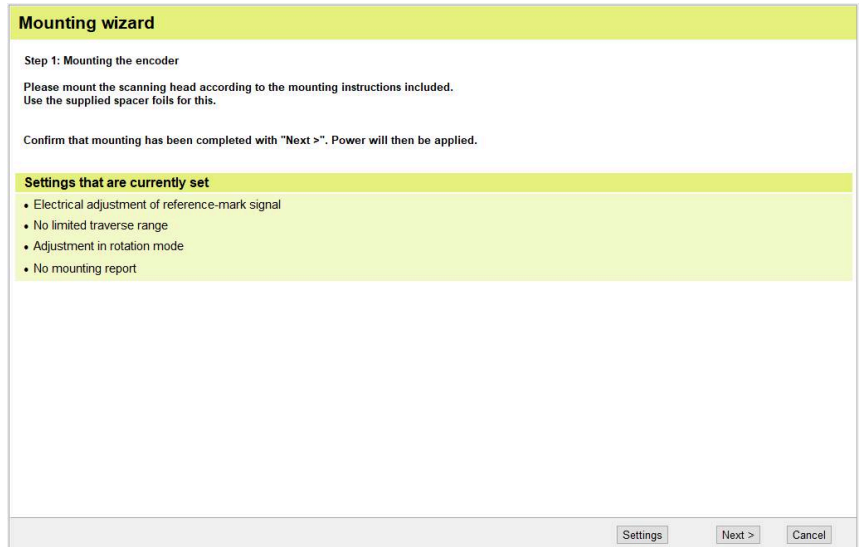 Mounting wizard
Step 1: Mounting the encoder
Please mount the scanning head according to the mounting instructions included.
Use the supplied spacer foils for this.
Confirm that mounting has been completed with "Next >". Power will then be applied.
Settings that are currently set
• Electrical adjustment of reference-mark signal
• No limited traverse range
• Adjustment in rotation mode
• No mounting report
Settings Next > Cancel